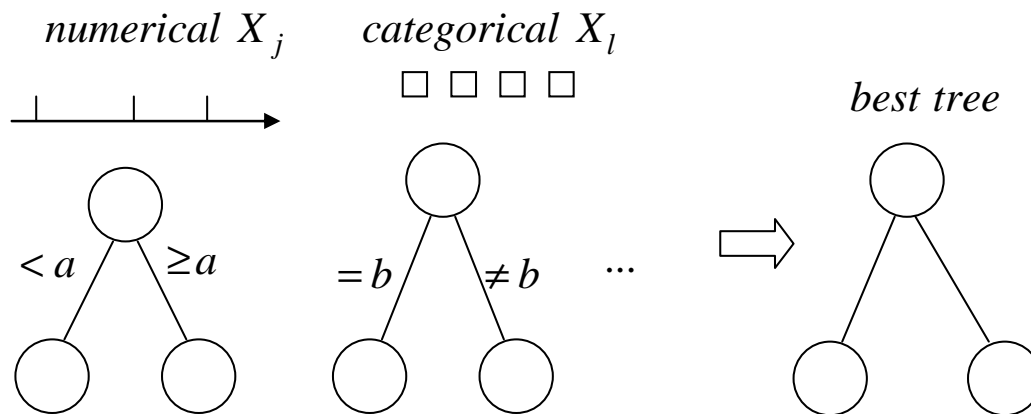 numerical X_j
categorical X_l
best tree
< a
≥ a
= b
≠ b
...